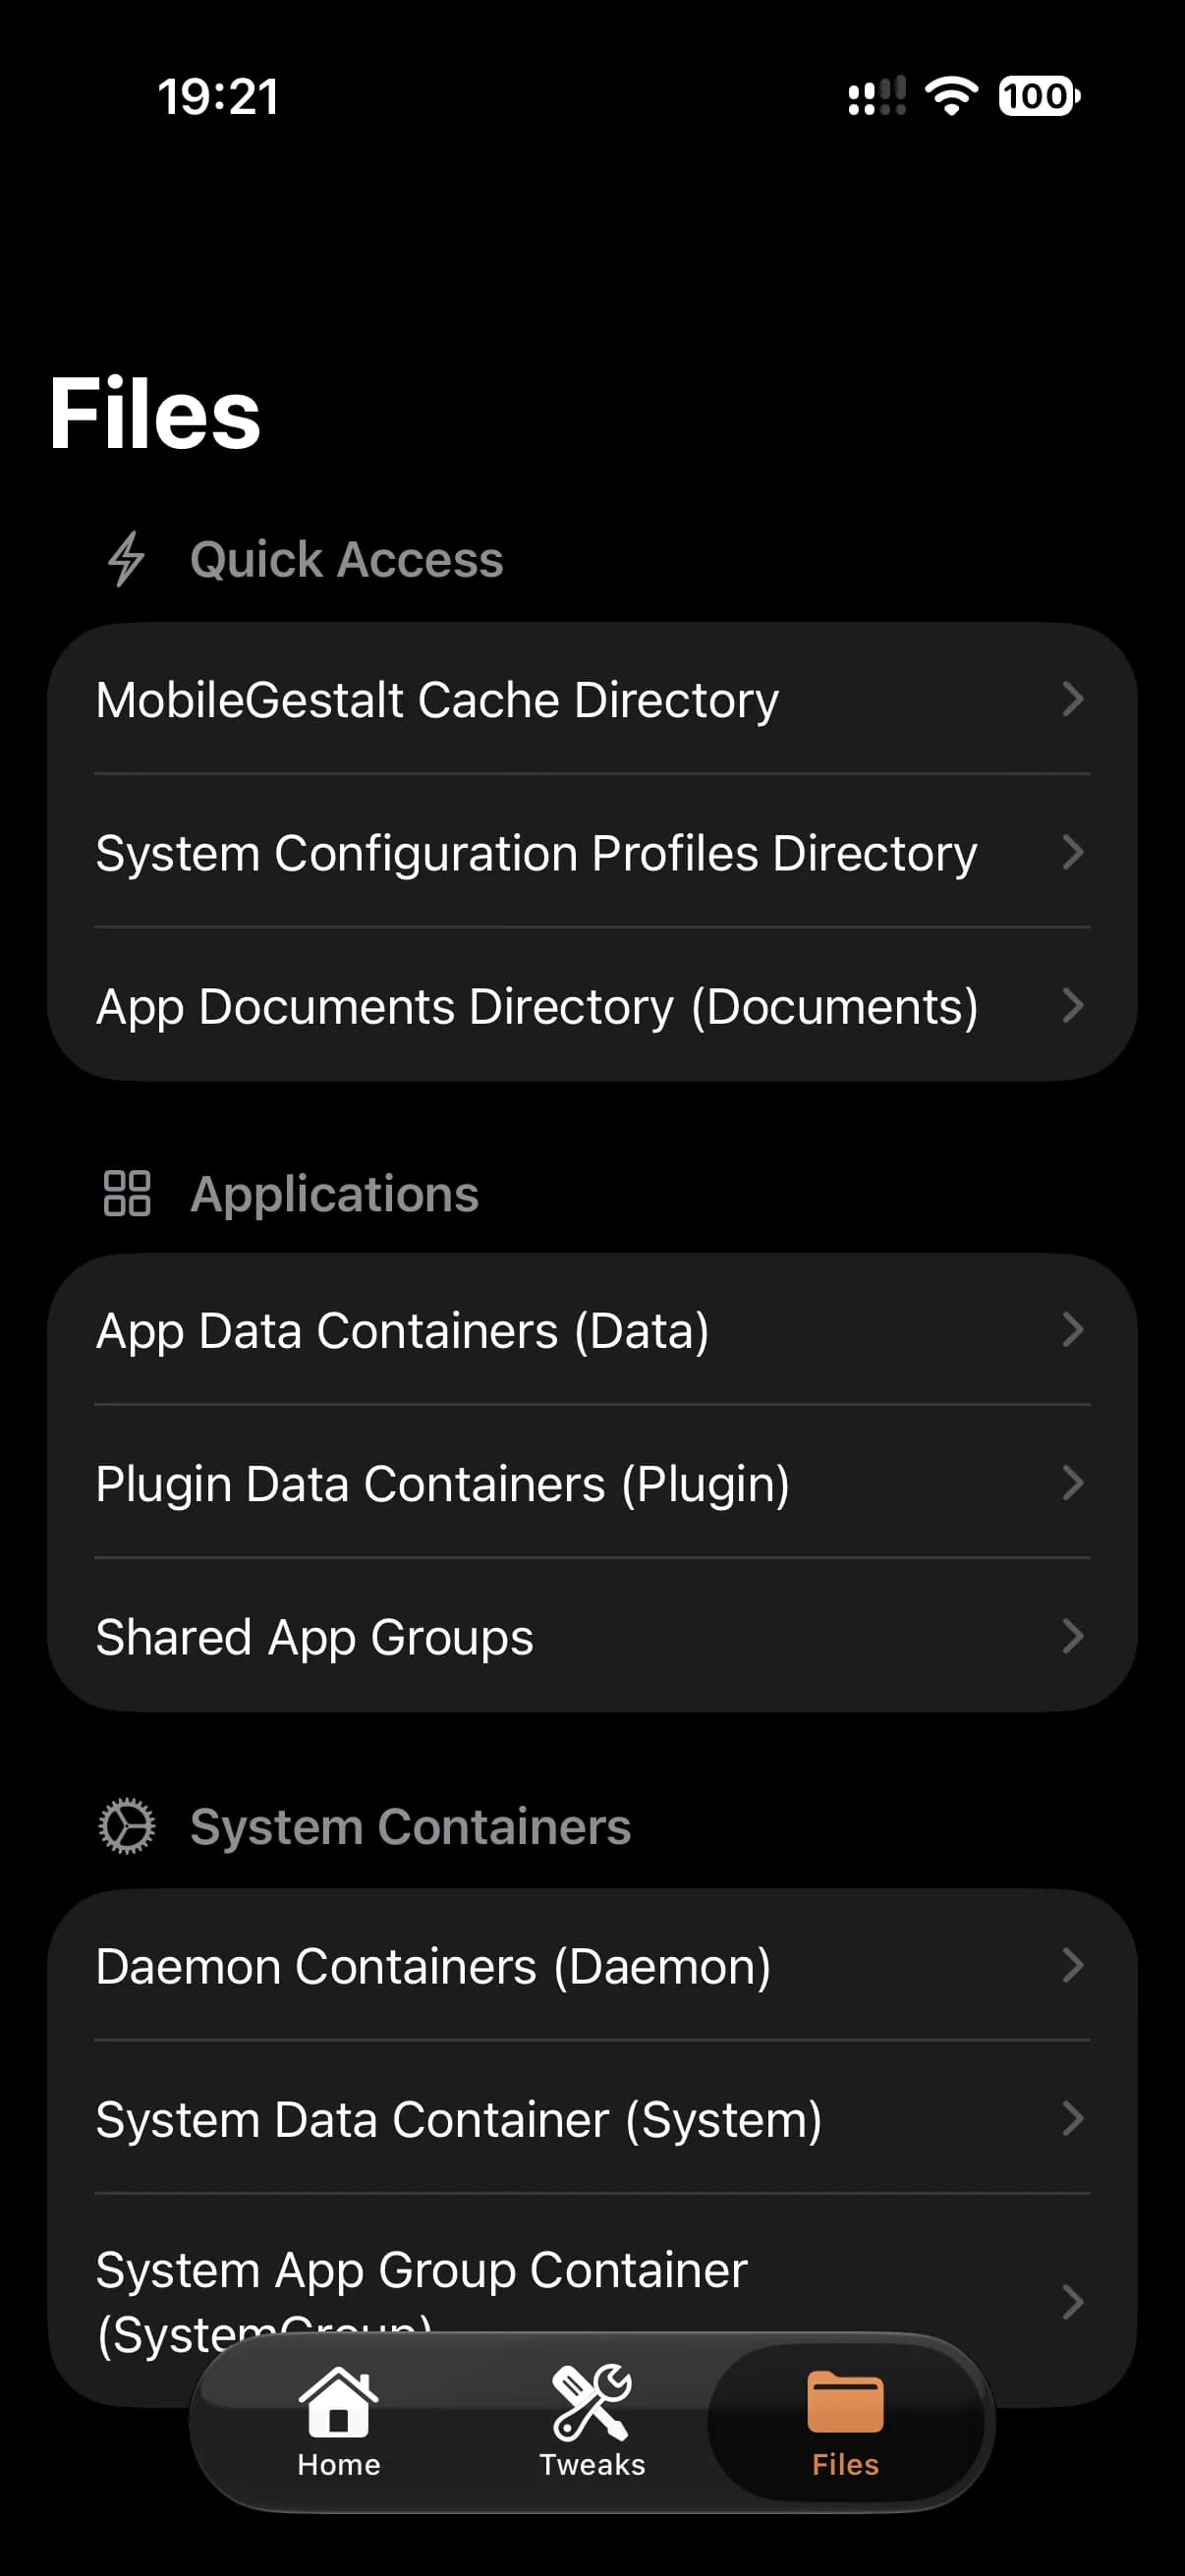 19:21
100
Files
Quick Access
MobileGestalt Cache Directory
System Configuration Profiles Directory
App Documents Directory (Documents)
Applications
App Data Containers (Data)
Plugin Data Containers (Plugin)
Shared App Groups
System Containers
Daemon Containers (Daemon)
System Data Container (System)
System App Group Container
(SystemGroup)
Home
Tweaks
Files